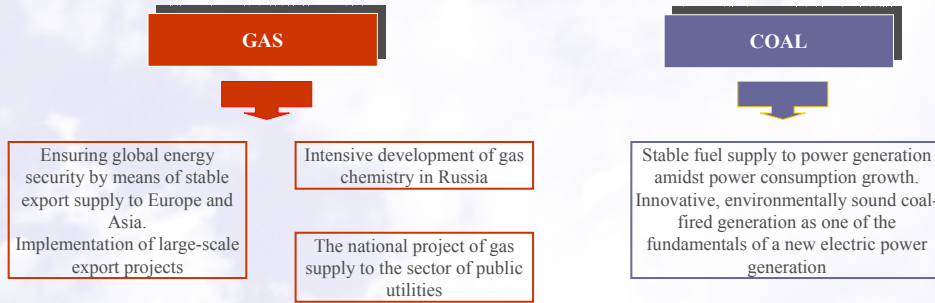 GAS
COAL
Ensuring global energy
security by means of stable
export supply to Europe and
Asia.
Implementation of large-scale
export projects
Intensive development of gas
chemistry in Russia
The national project of gas
supply to the sector of public
utilities
Stable fuel supply to power generation
amidst power consumption growth.
Innovative, environmentally sound coal-
fired generation as one of the
fundamentals of a new electric power
generation